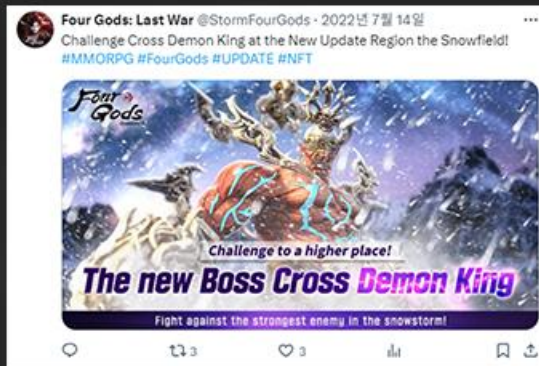 Four Gods: Last War @StormFourGods · 2022년 7월 14일
Challenge Cross Demon King at the New Update Region the Snowfield!
#MMORPG #FourGods #UPDATE #NFT
Four
Gods
Challenge to a higher place!
The new Boss Cross Demon King
Fight against the strongest enemy in the snowstorm!
3 3